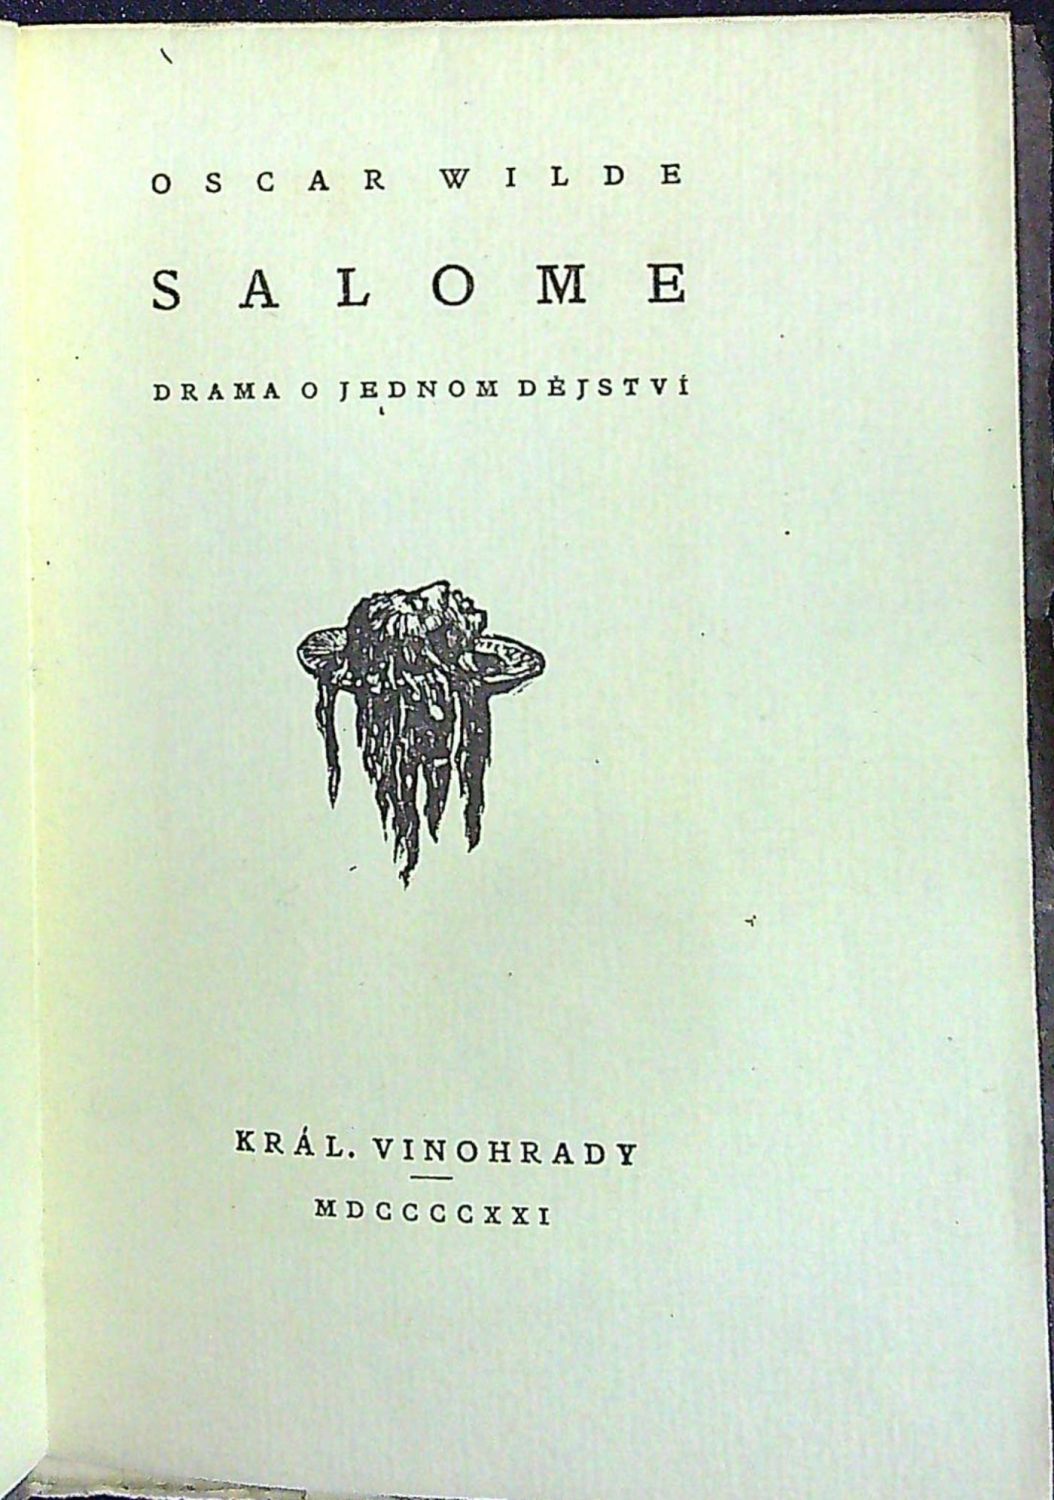 OSCAR WILDE
SALOME
DRAMA O JEDNOM DĚJSTVÍ
KRÁL. VINOHRADY
MDCCCCXXI